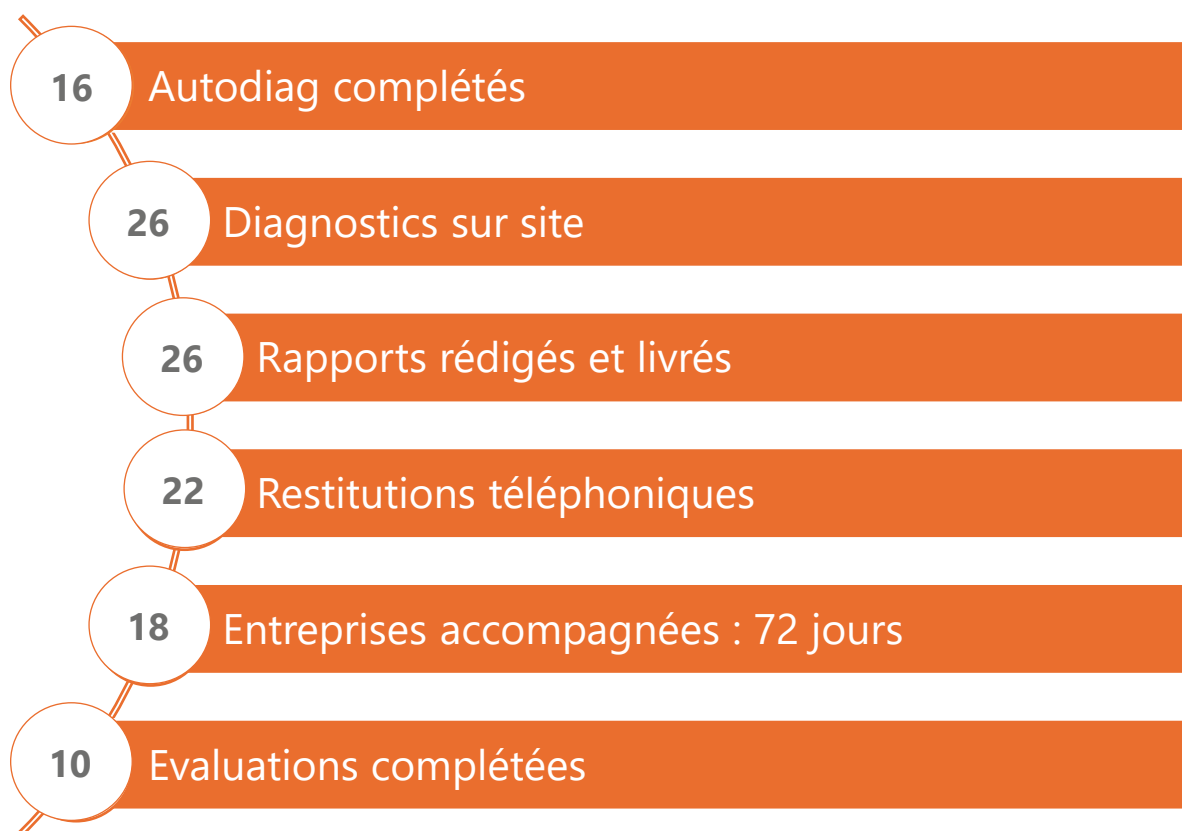 16 Autodiag complétés
26 Diagnostics sur site
26 Rapports rédigés et livrés
22 Restitutions téléphoniques
18 Entreprises accompagnées : 72 jours
10 Evaluations complétées